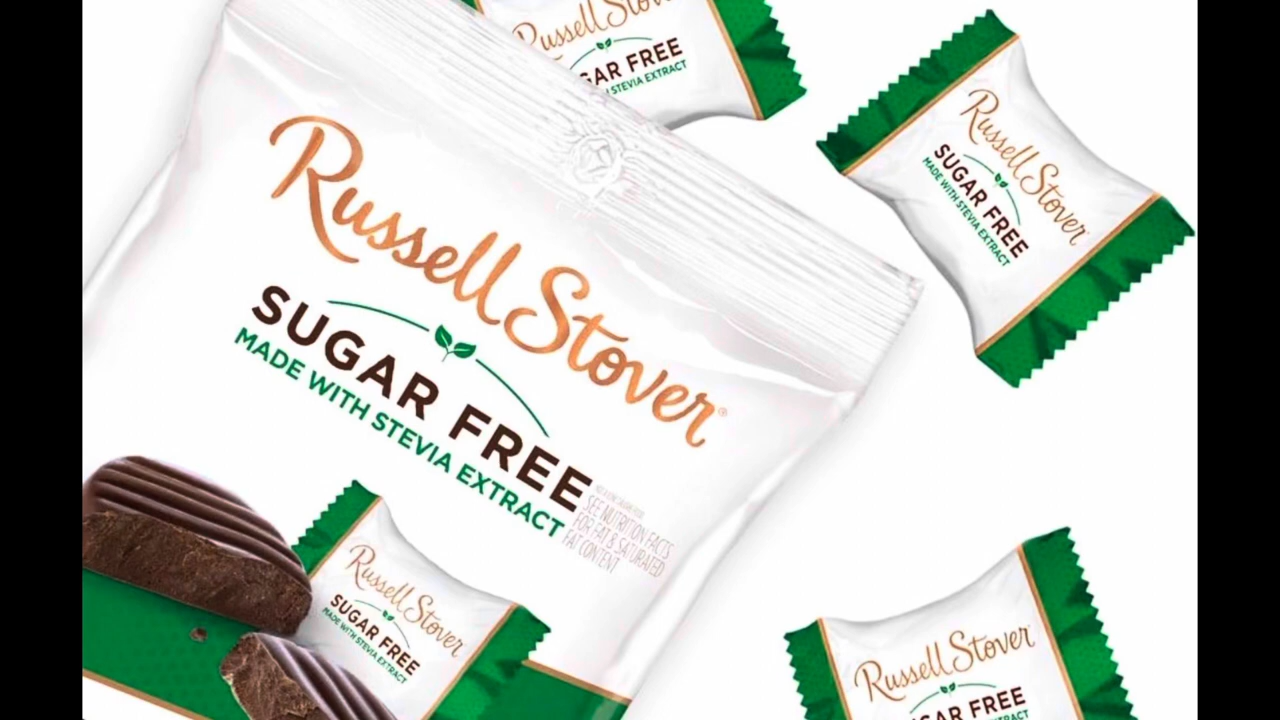 Russell Stover
SUGAR FREE
MADE WITH STEVIA EXTRACT
SEE NUTRITION FACTS
FOR FAT & SATURATED
FAT CONTENT
Russell Stover
SUGAR FREE
MADE WITH STEVIA EXTRACT
Russell Stover
GAR FREE
STEVIA EXTRACT
Russell Stover
SUGAR FREE
MADE WITH STEVIA EXTRACT
Russell Stover
GAR FREE